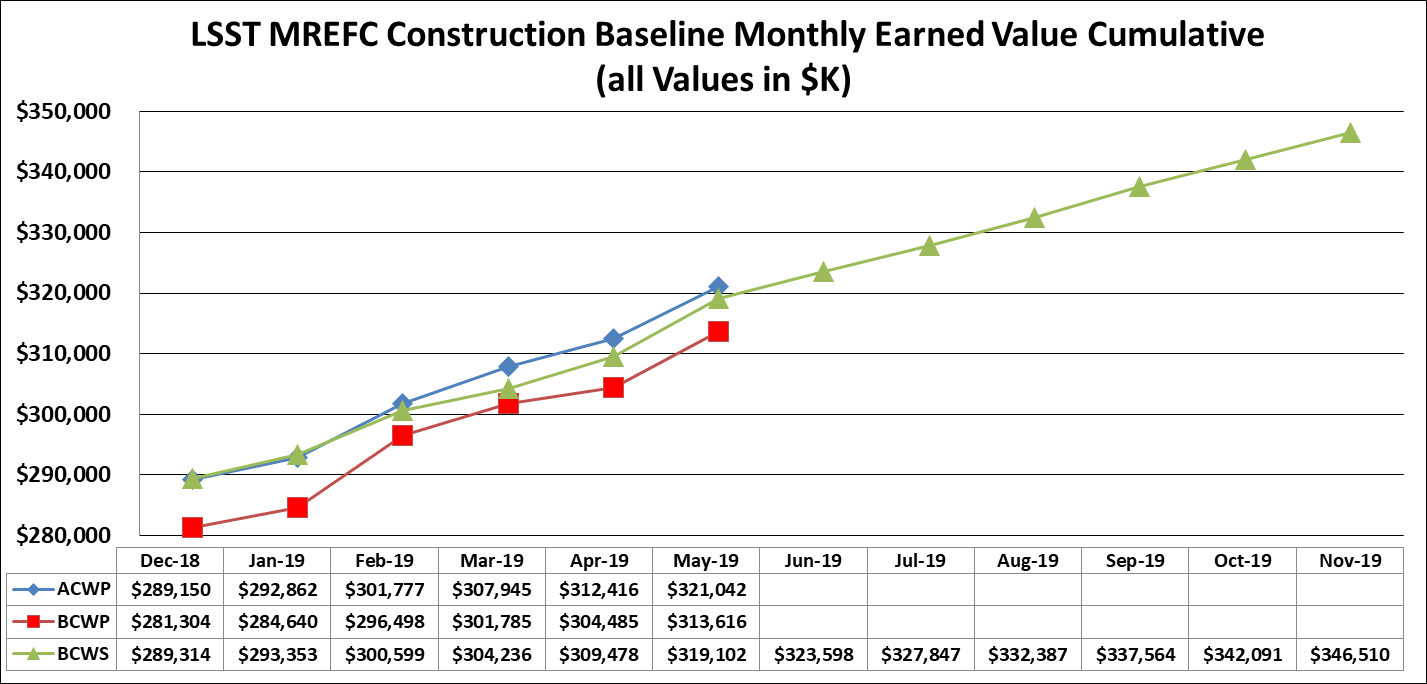 LSST MREFC Construction Baseline Monthly Earned Value Cumulative
(all Values in $K)
$350,000
$340,000
$330,000
$320,000
$310,000
$300,000
$290,000
$280,000
Dec-18 Jan-19 Feb-19 Mar-19 Apr-19 May-19 Jun-19 Jul-19 Aug-19 Sep-19 Oct-19 Nov-19
ACWP $289,150 $292,862 $301,777 $307,945 $312,416 $321,042
BCWP $281,304 $284,640 $296,498 $301,785 $304,485 $313,616
BCWS $289,314 $293,353 $300,599 $304,236 $309,478 $319,102 $323,598 $327,847 $332,387 $337,564 $342,091 $346,510